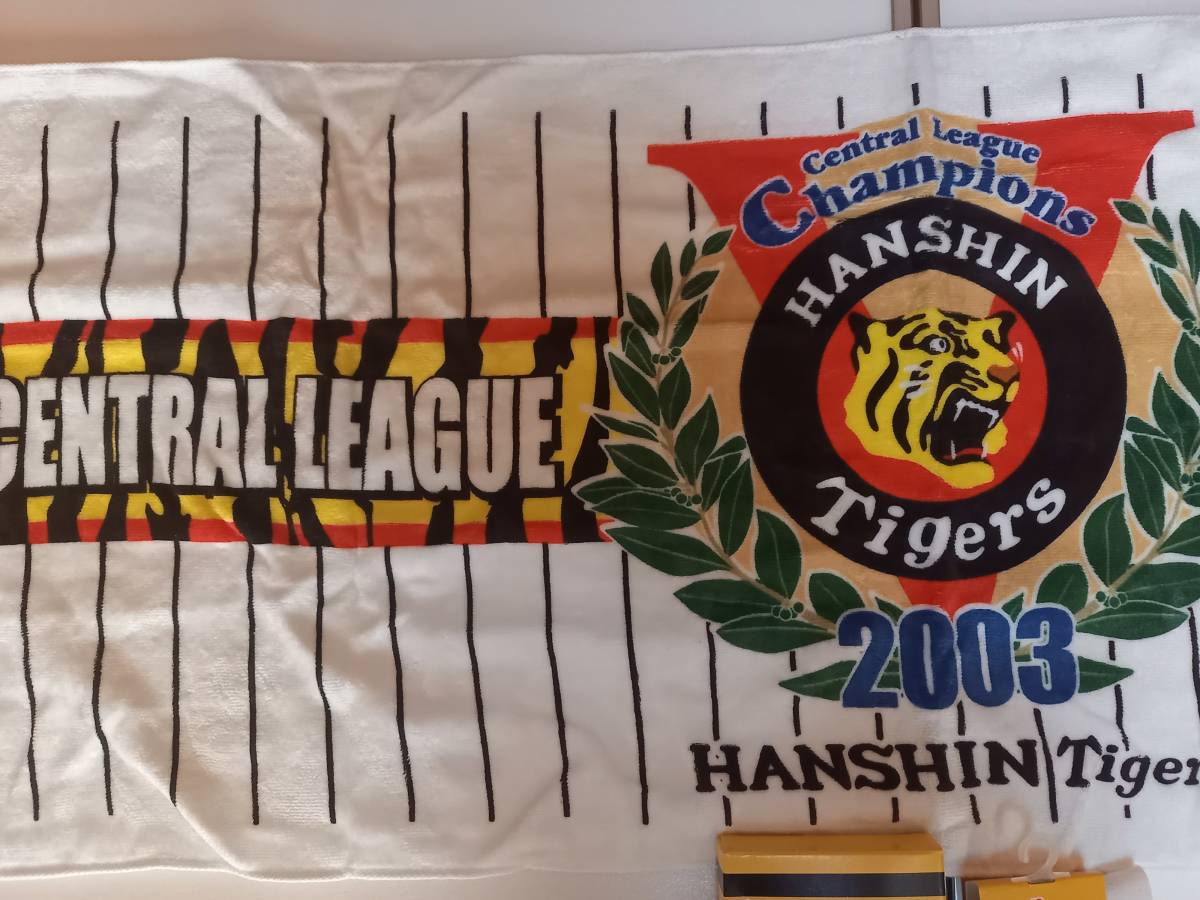 CENTRAL LEAGUE
Central League
Champions
HANSHIN
Tigers
2003
HANSHIN Tiger